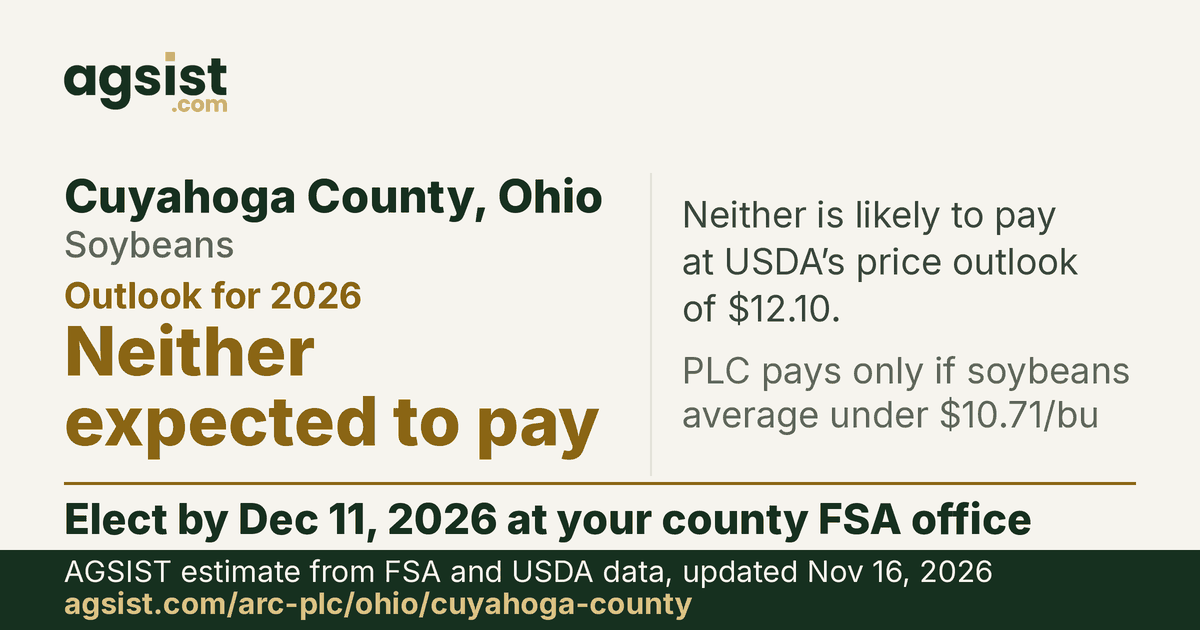 agsist
.com
Cuyahoga County, Ohio
Soybeans
Outlook for 2026
Neither
expected to pay
Neither is likely to pay
at USDA’s price outlook
of $12.10.
PLC pays only if soybeans
average under $10.71/bu
Elect by Dec 11, 2026 at your county FSA office
AGSIST estimate from FSA and USDA data, updated Nov 16, 2026
agsist.com/arc-plc/ohio/cuyahoga-county